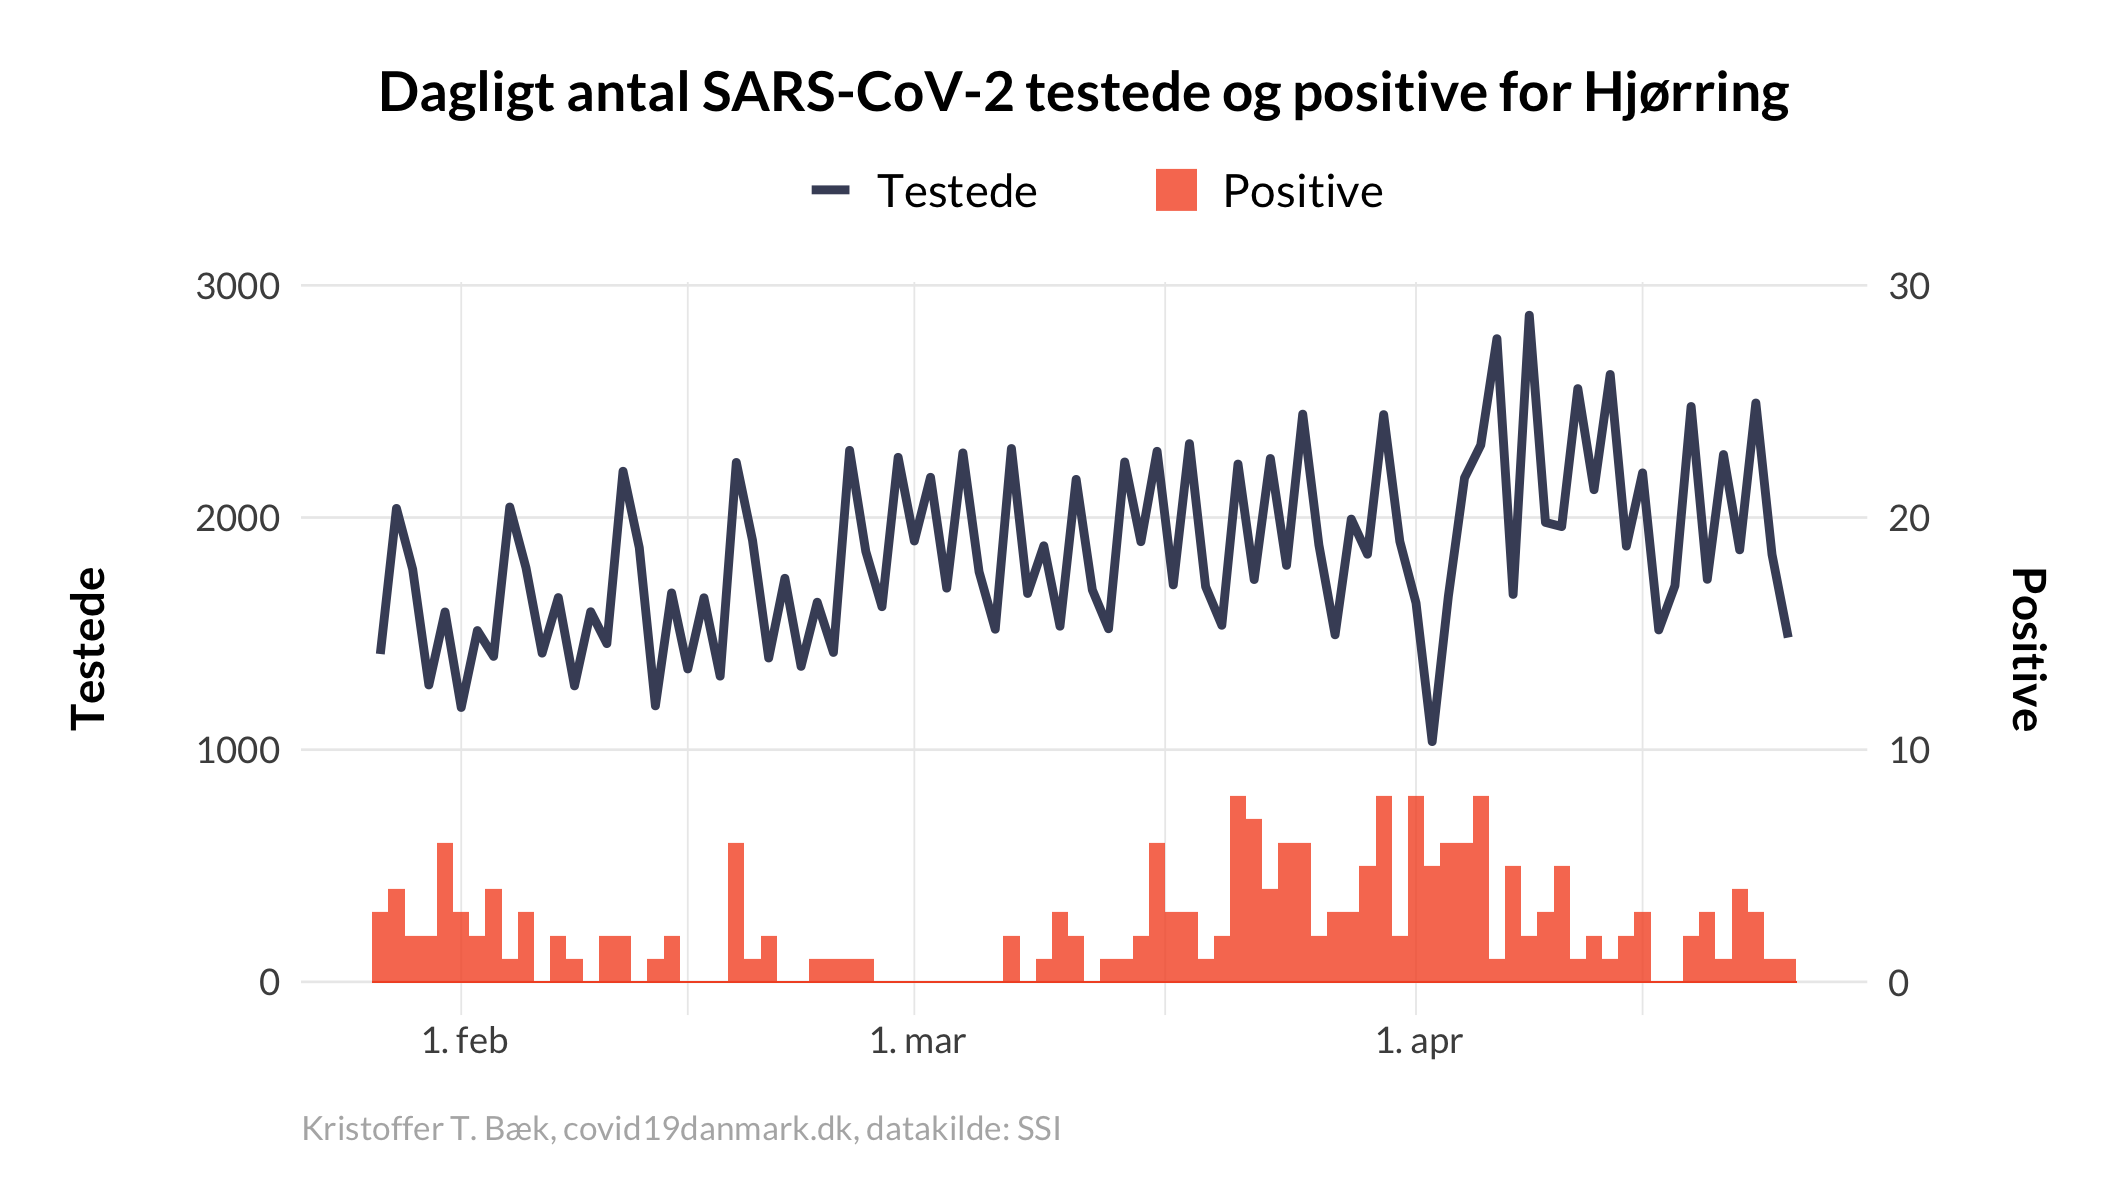 Dagligt antal SARS-CoV-2 testede og positive for Hjørring
Testede
Positive
3000
2000
1000
0
Testede
30
20
10
0
Positive
1. feb
1. mar
1. apr
Kristoffer T. Bæk, covid19danmark.dk, datakilde: SSI